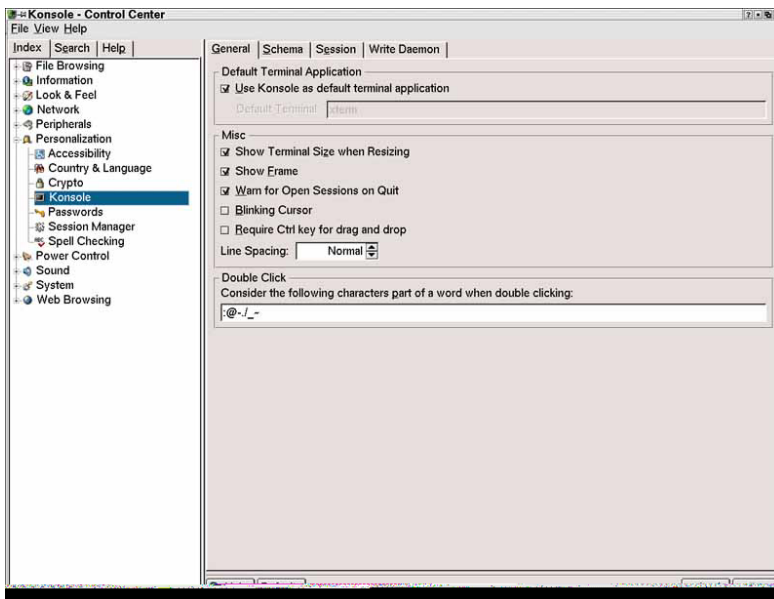 Konsole - Control Center
File View Help
Index Search Help
File Browsing
Information
Look & Feel
Network
Peripherals
Personalization
Accessibility
Country & Language
Crypto
Konsole
Passwords
Session Manager
Spell Checking
Power Control
Sound
System
Web Browsing
General Schema Session Write Daemon
Default Terminal Application
Use Konsole as default terminal application
Default Terminal xterm
Misc
Show Terminal Size when Resizing
Show Frame
Warn for Open Sessions on Quit
Blinking Cursor
Require Ctrl key for drag and drop
Line Spacing: Normal
Double Click
Consider the following characters part of a word when double clicking:
:@-./_~